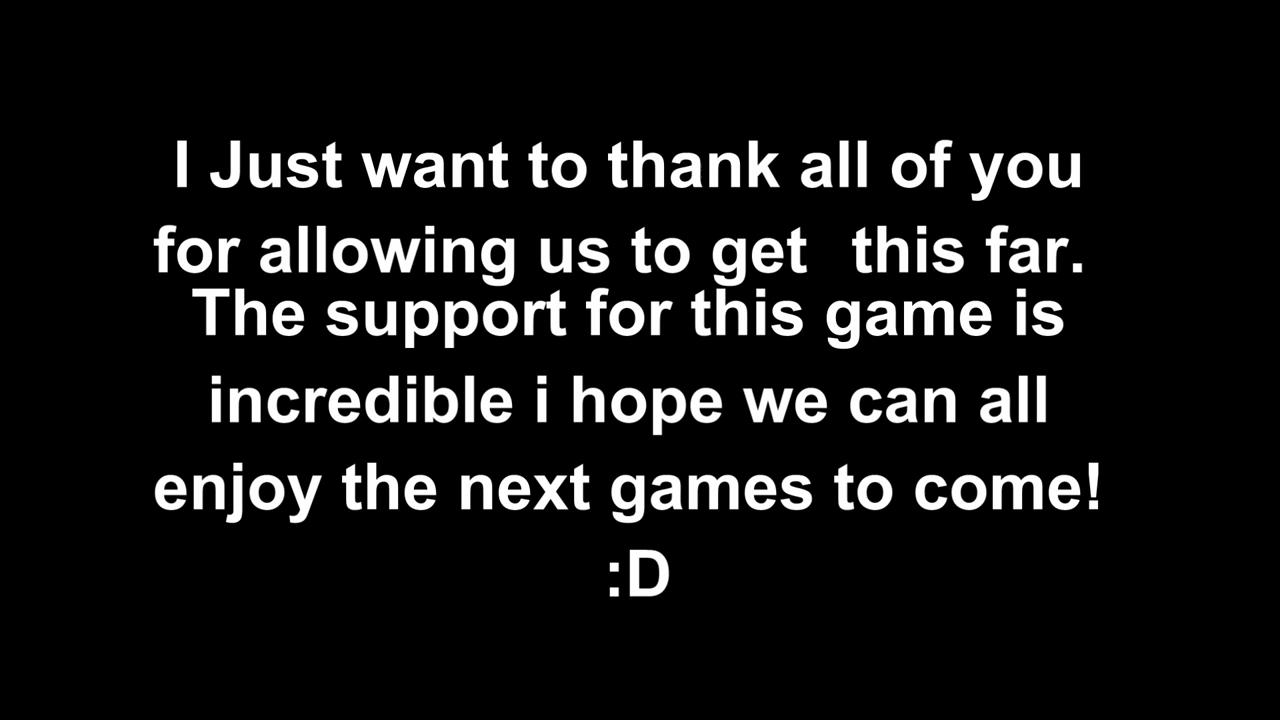 I Just want to thank all of you
for allowing us to get  this far.
The support for this game is
incredible i hope we can all
enjoy the next games to come!
:D